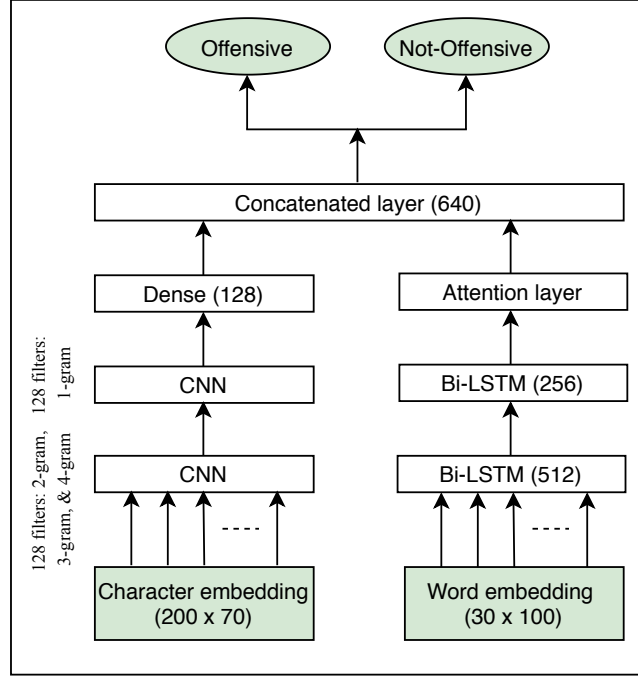 Offensive
Not-Offensive
Concatenated layer (640)
Dense (128)
Attention layer
128 filters:
1-gram
CNN
Bi-LSTM (256)
128 filters: 2-gram,
3-gram, & 4-gram
CNN
Bi-LSTM (512)
Character embedding
(200 x 70)
Word embedding
(30 x 100)